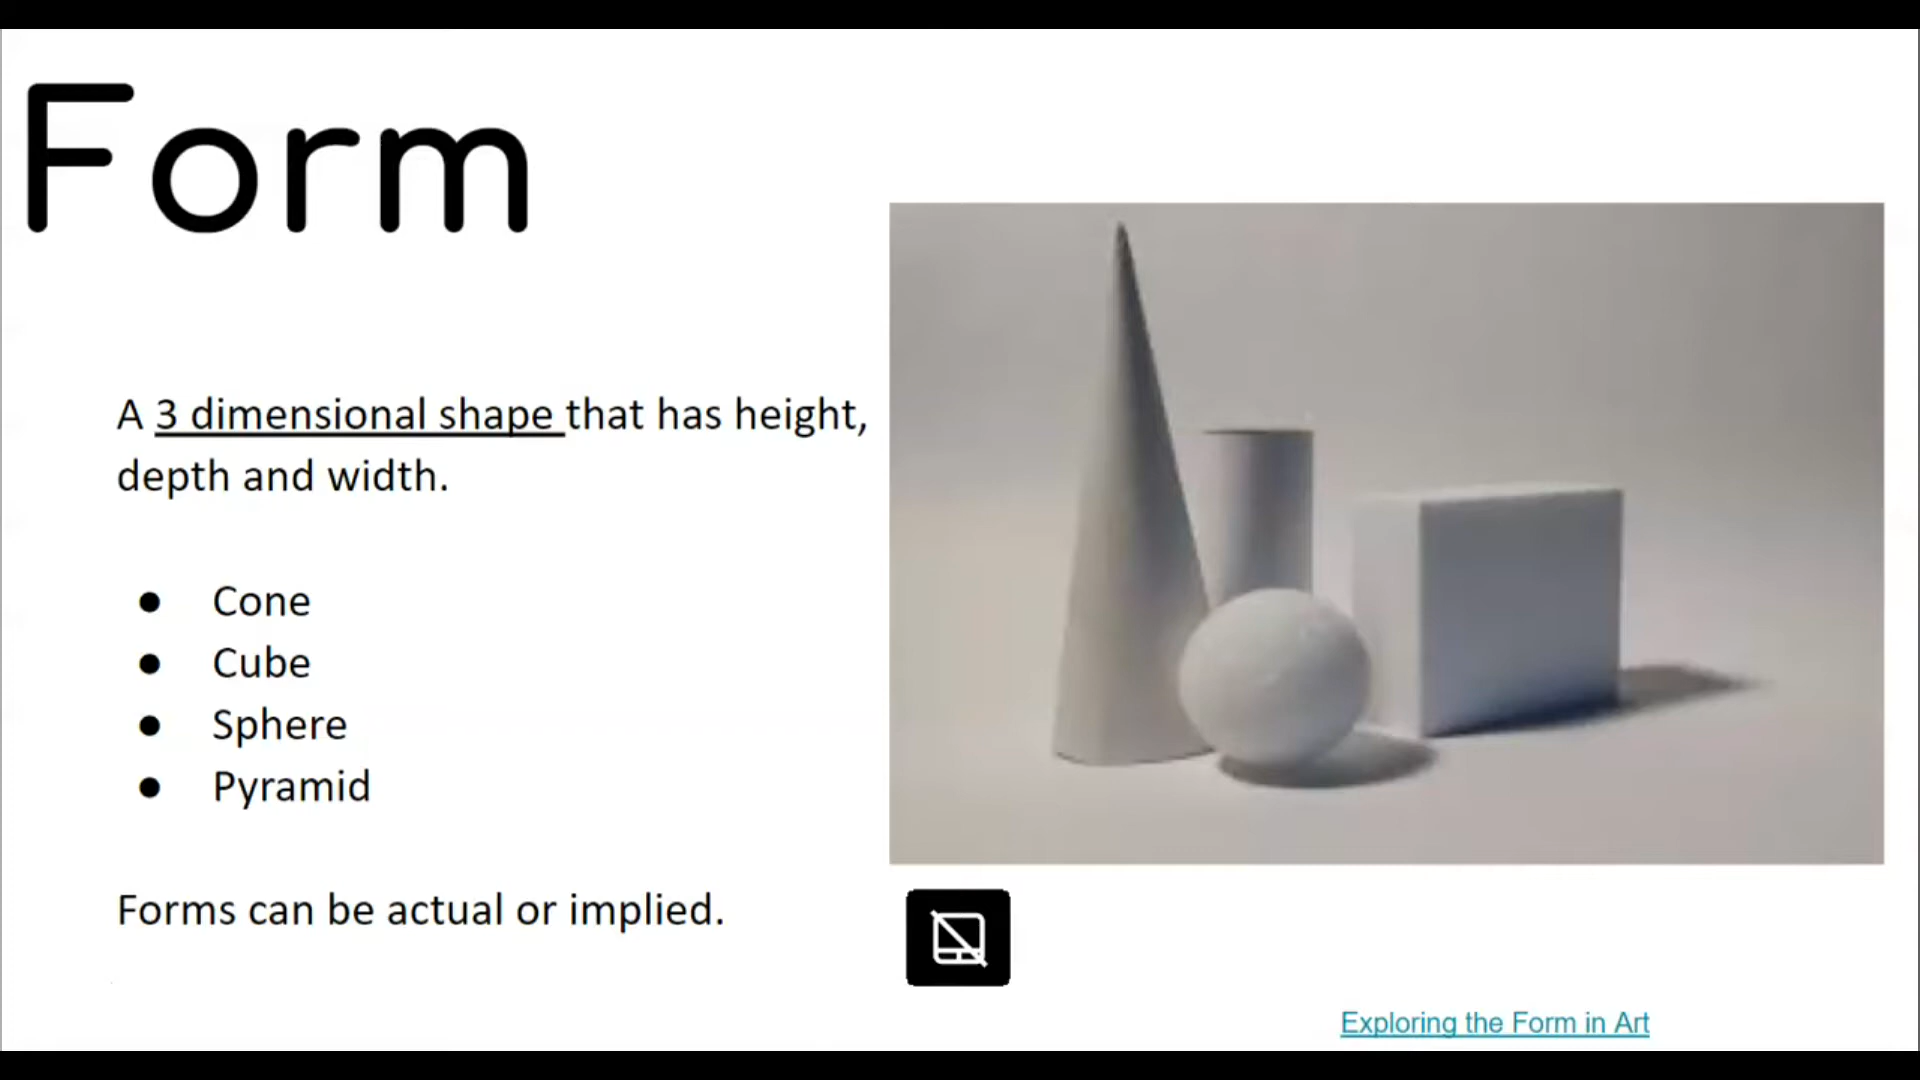 Form
A 3 dimensional shape that has height,
depth and width.
● Cone
● Cube
● Sphere
● Pyramid
Forms can be actual or implied.
Exploring the Form in Art